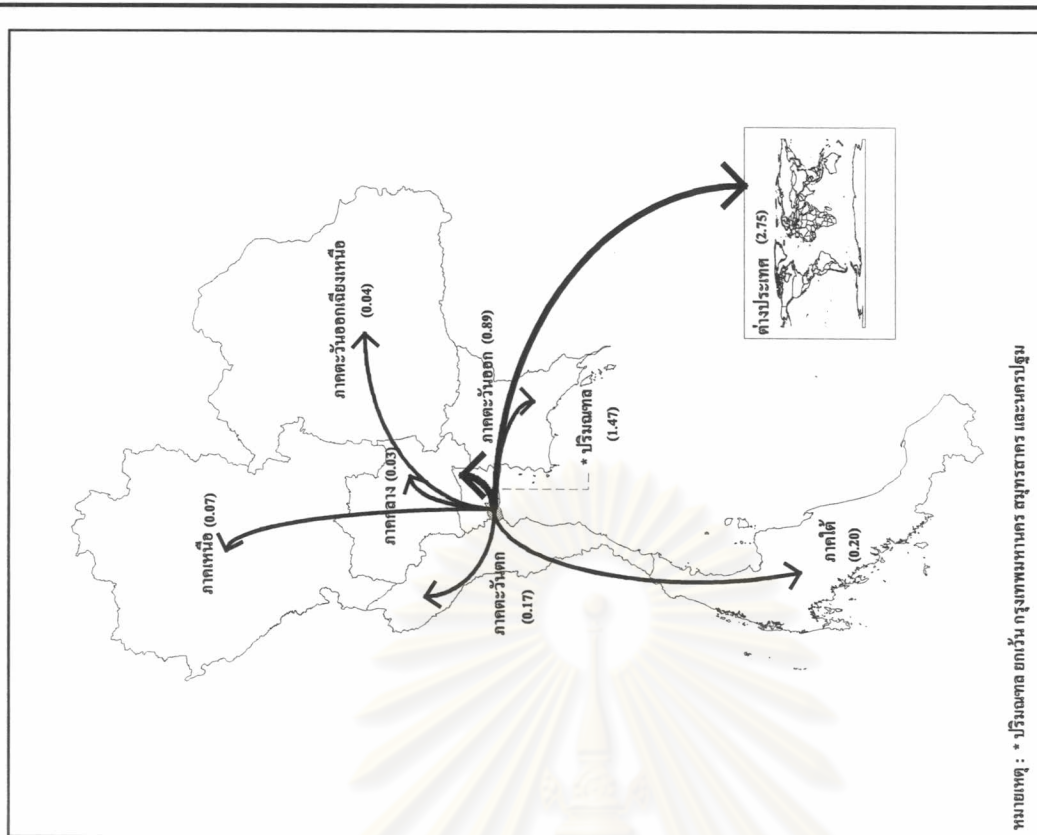 ภาคเหนือ (0.07)
ภาคตะวันออกเฉียงเหนือ
(0.04)
ภาคกลาง (0.03)
ภาคตะวันออก (0.89)
ภาคตะวันตก
(0.17)
* ปริมณฑล
(1.47)
ต่างประเทศ (2.75)
ภาคใต้
(0.20)
หมายเหตุ : * ปริมณฑล ยกเว้น กรุงเทพมหานคร สมุทรสาคร และนครปฐม